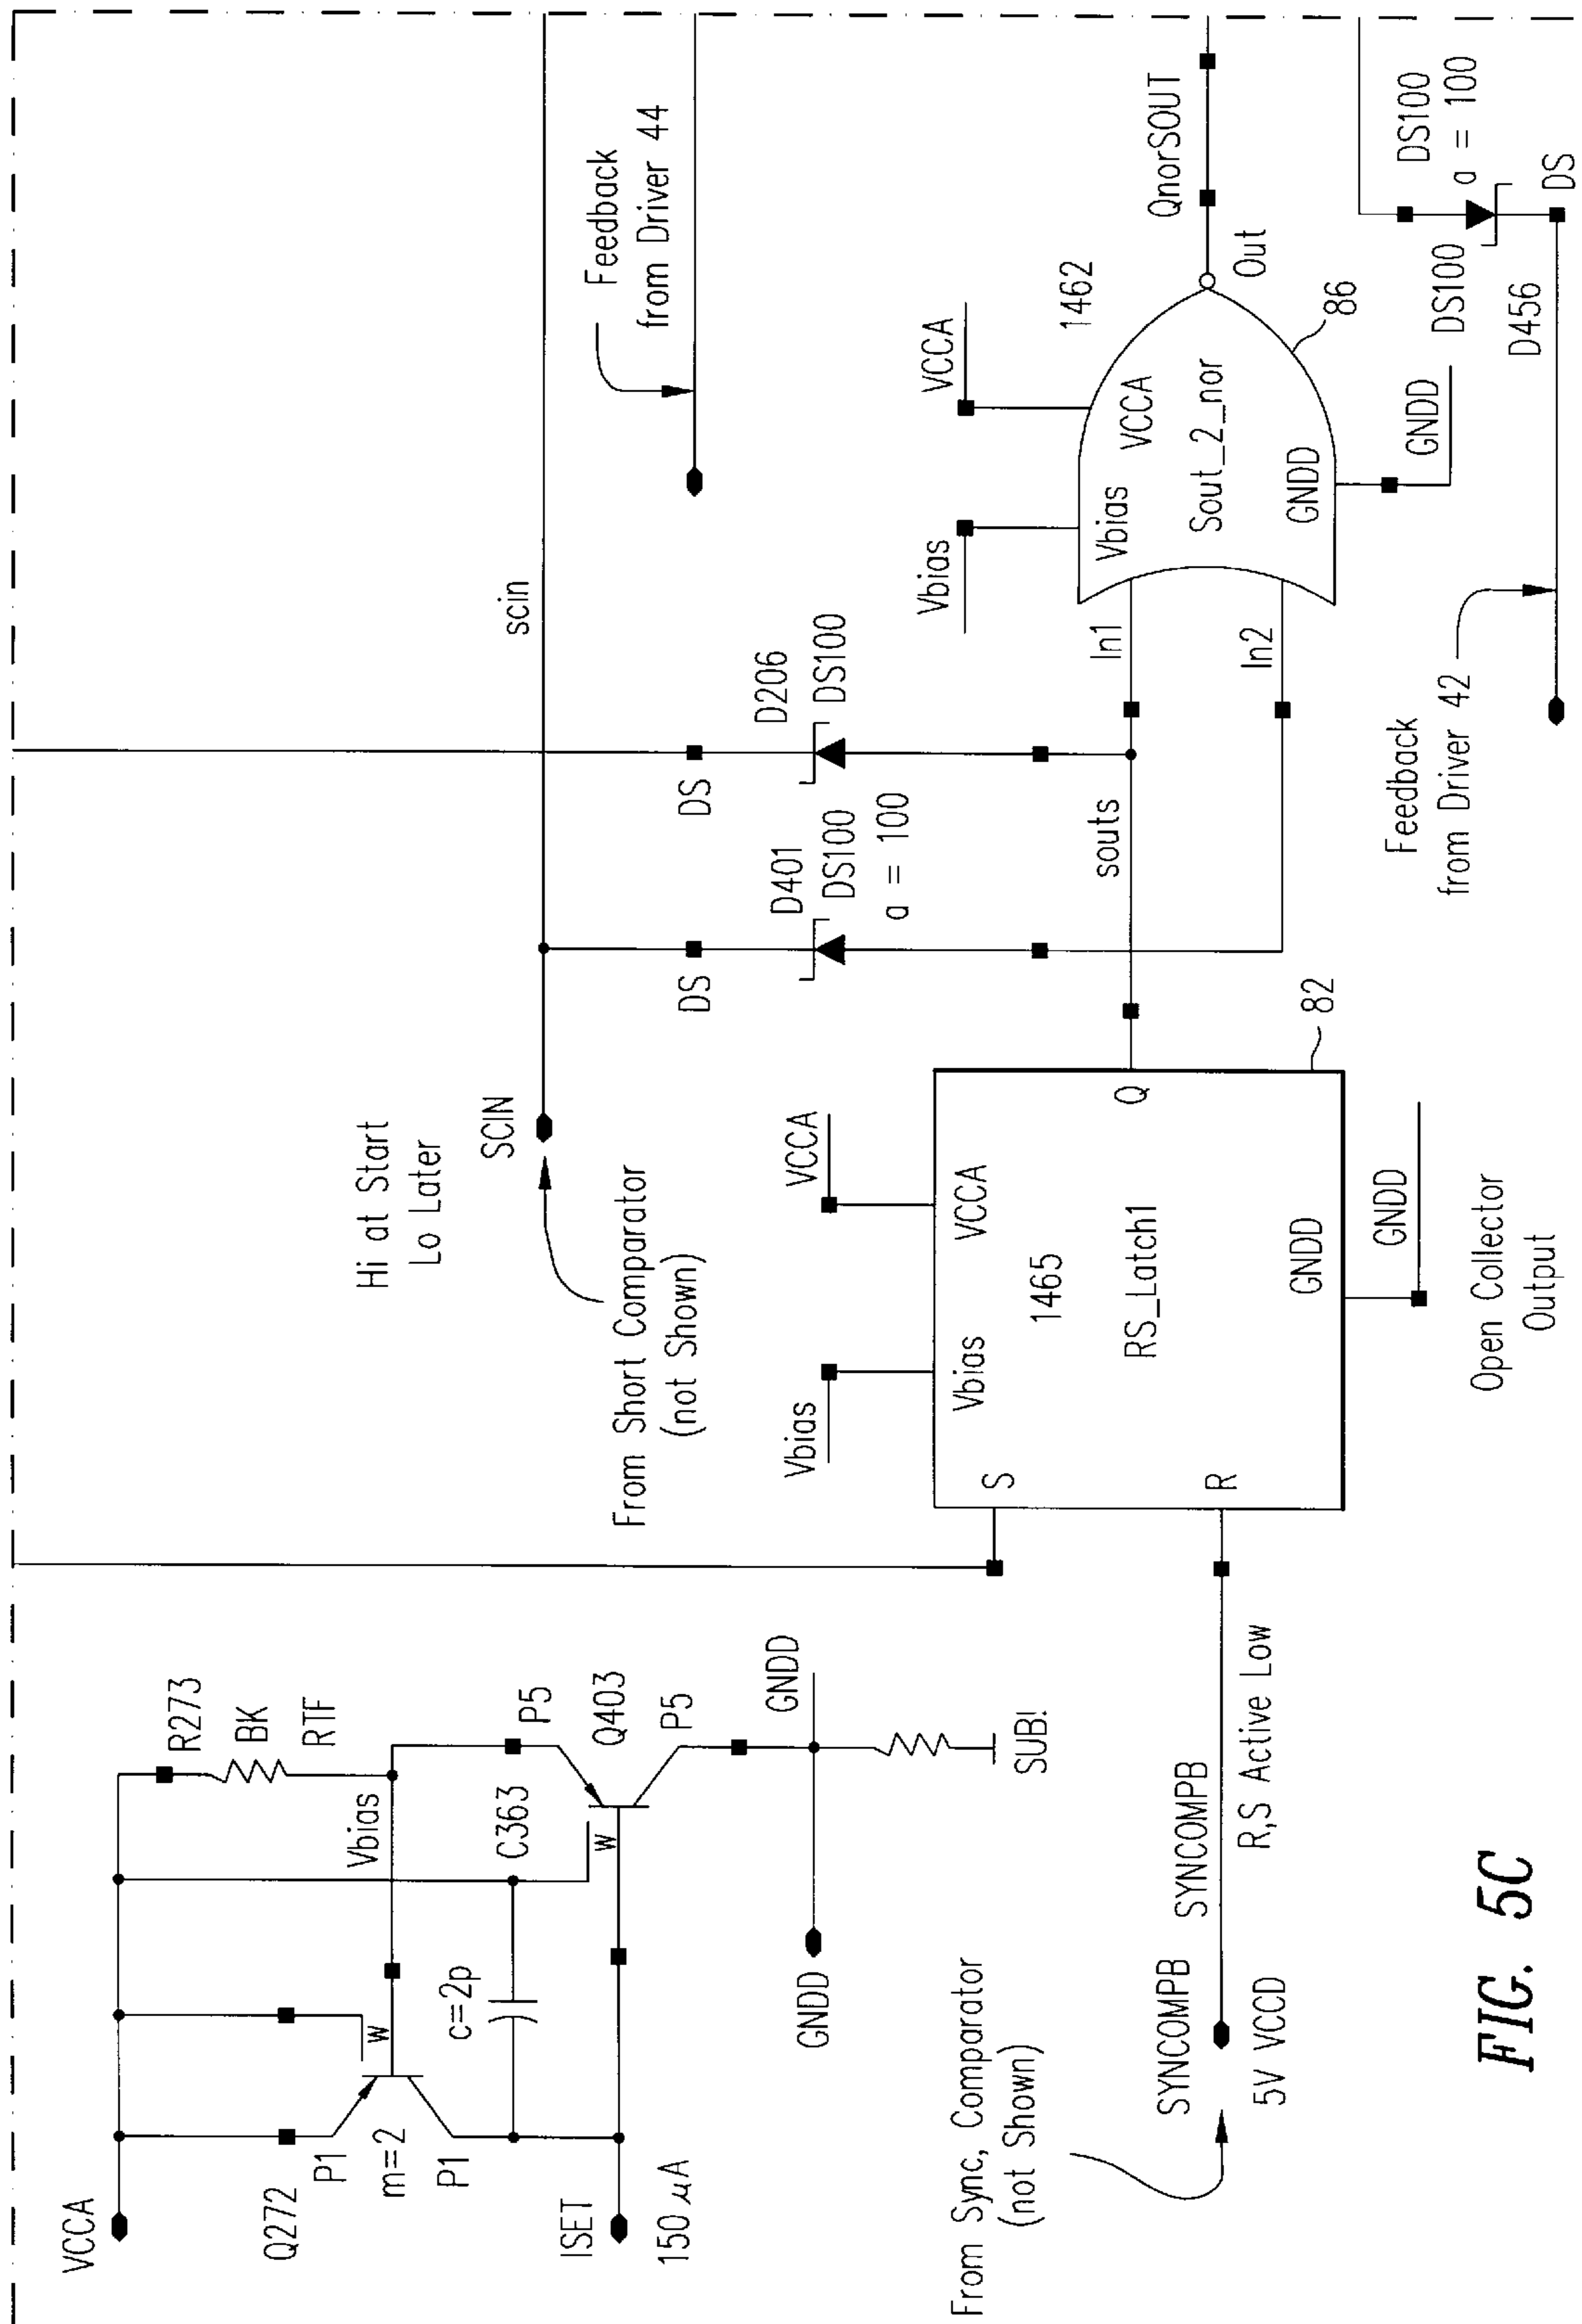 VCCA
Q272
P1
m=2
P1
W
Vbias
R273
BK
RTF
c=2p
C363
P5
Q403
P5
W
ISET
150 μA
GNDD
GNDD
SUB!
Hi at Start
Lo Later
SCIN
scin
From Short Comparator
(not Shown)
Feedback
from Driver 44
DS
D401
DS100
a = 100
DS
D206
DS100
Vbias
VCCA
S
Vbias
VCCA
1465
RS_Latch1
R
Q
GNDD
82
GNDD
Open Collector
Output
souts
In1
In2
Vbias
VCCA
1462
Vbias
VCCA
Sout_2_nor
GNDD
Out
QnorSOUT
86
GNDD
From Sync, Comparator
(not Shown)
SYNCOMPB
5V VCCD
SYNCOMPB
R,S Active Low
Feedback
from Driver 42
D456
DS100
DS100
a = 100
DS
FIG. 5C